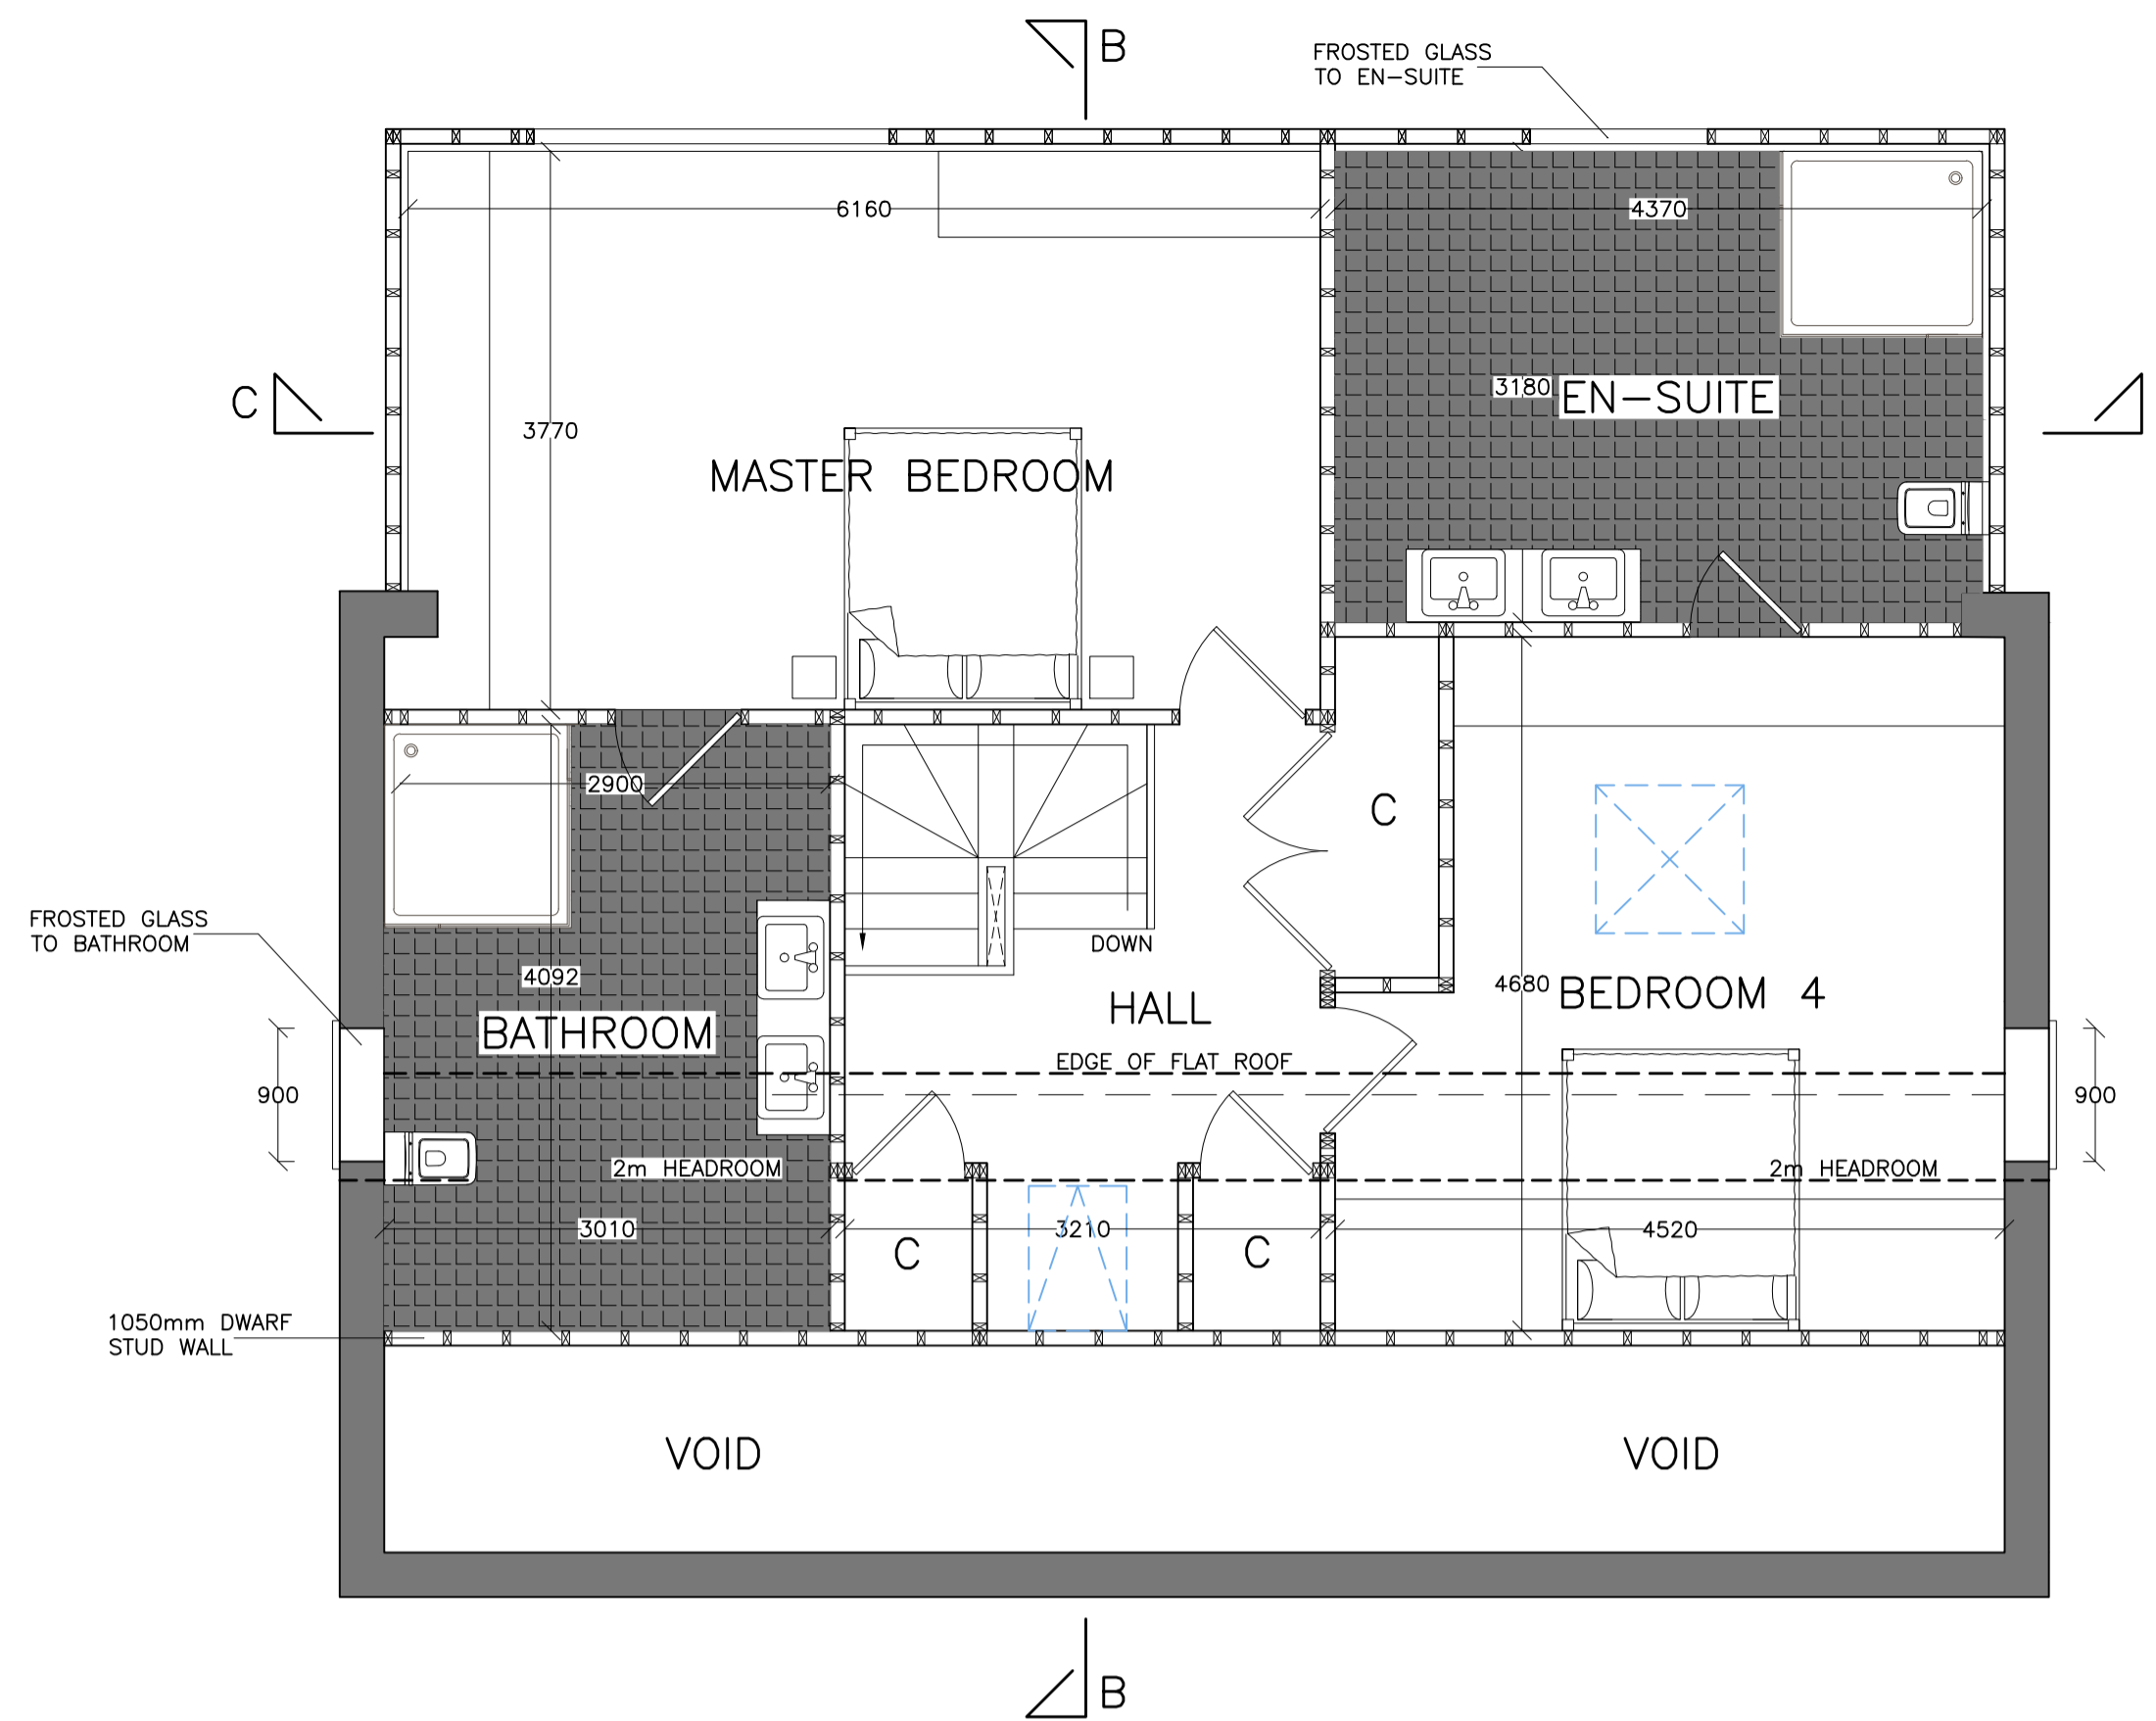 B
FROSTED GLASS
TO EN-SUITE
6160
4370
C
3770
3180
EN-SUITE
MASTER BEDROOM
2900
C
FROSTED GLASS
TO BATHROOM
DOWN
4092
4680
BEDROOM 4
HALL
BATHROOM
EDGE OF FLAT ROOF
900
900
2m HEADROOM
2m HEADROOM
3010
3210
4520
C
C
1050mm DWARF
STUD WALL
VOID
VOID
B